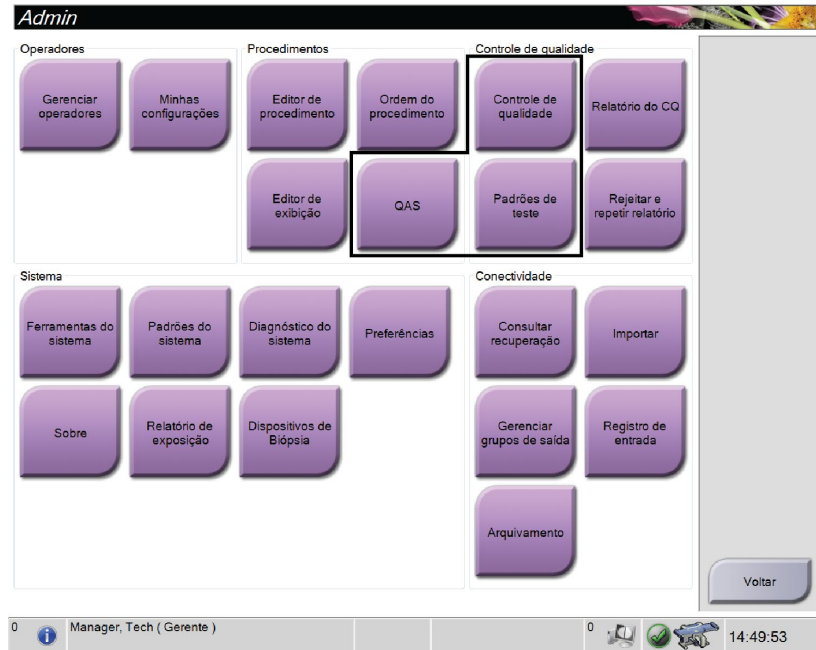 Admin
Operadores
Procedimentos
Controle de qualidade
Gerenciar
operadores
Minhas
configurações
Editor de
procedimento
Ordem do
procedimento
Controle de
qualidade
Relatório do CQ
Editor de
exibição
QAS
Padrões de
teste
Rejeitar e
repetir relatório
Sistema
Conectividade
Ferramentas do
sistema
Padrões do
sistema
Diagnóstico do
sistema
Preferências
Consultar
recuperação
Importar
Sobre
Relatório de
exposição
Dispositivos de
Biópsia
Gerenciar
grupos de saída
Registro de
entrada
Arquivamento
Voltar
0
Manager, Tech ( Gerente )
0
14:49:53